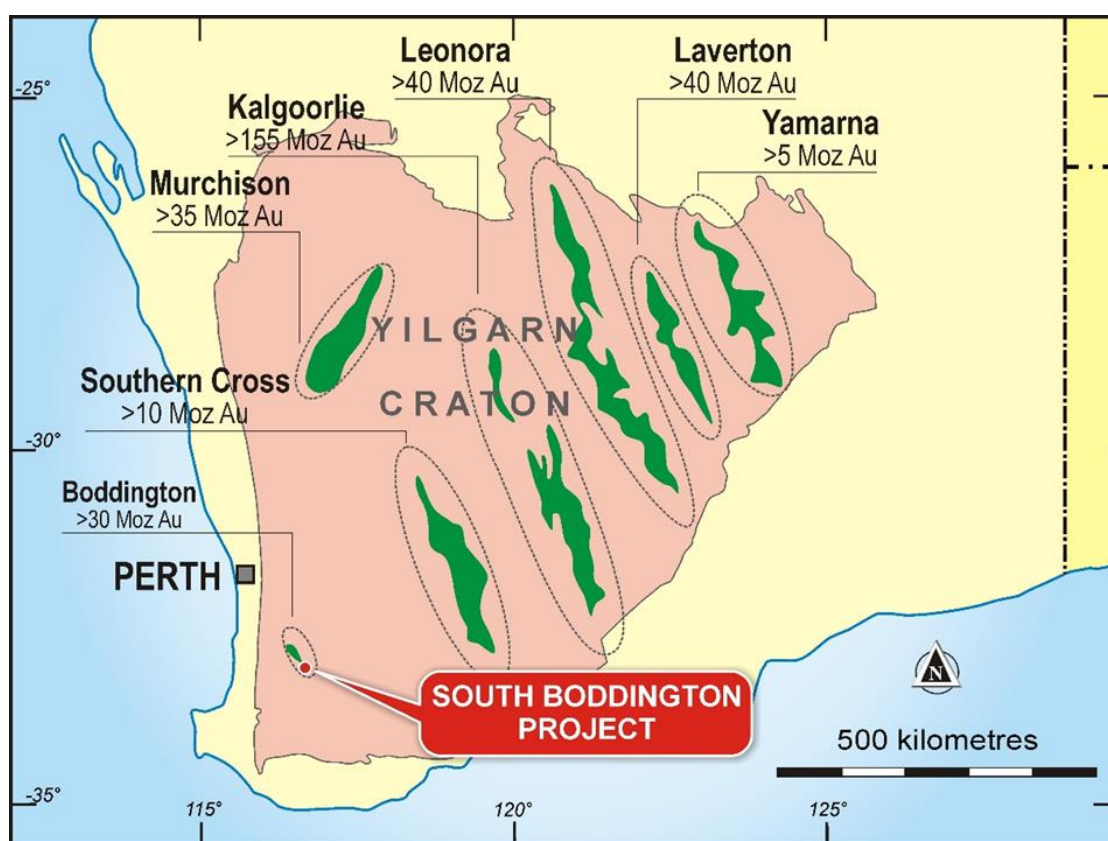 Leonora
>40 Moz Au
Laverton
>40 Moz Au
-25°
Kalgoorlie
>155 Moz Au
Yamarna
>5 Moz Au
Murchison
>35 Moz Au
YILGARN
CRATON
Southern Cross
>10 Moz Au
-30°
Boddington
>30 Moz Au
PERTH
SOUTH BODDINGTON
PROJECT
N
500 kilometres
-35°
115°
120°
125°